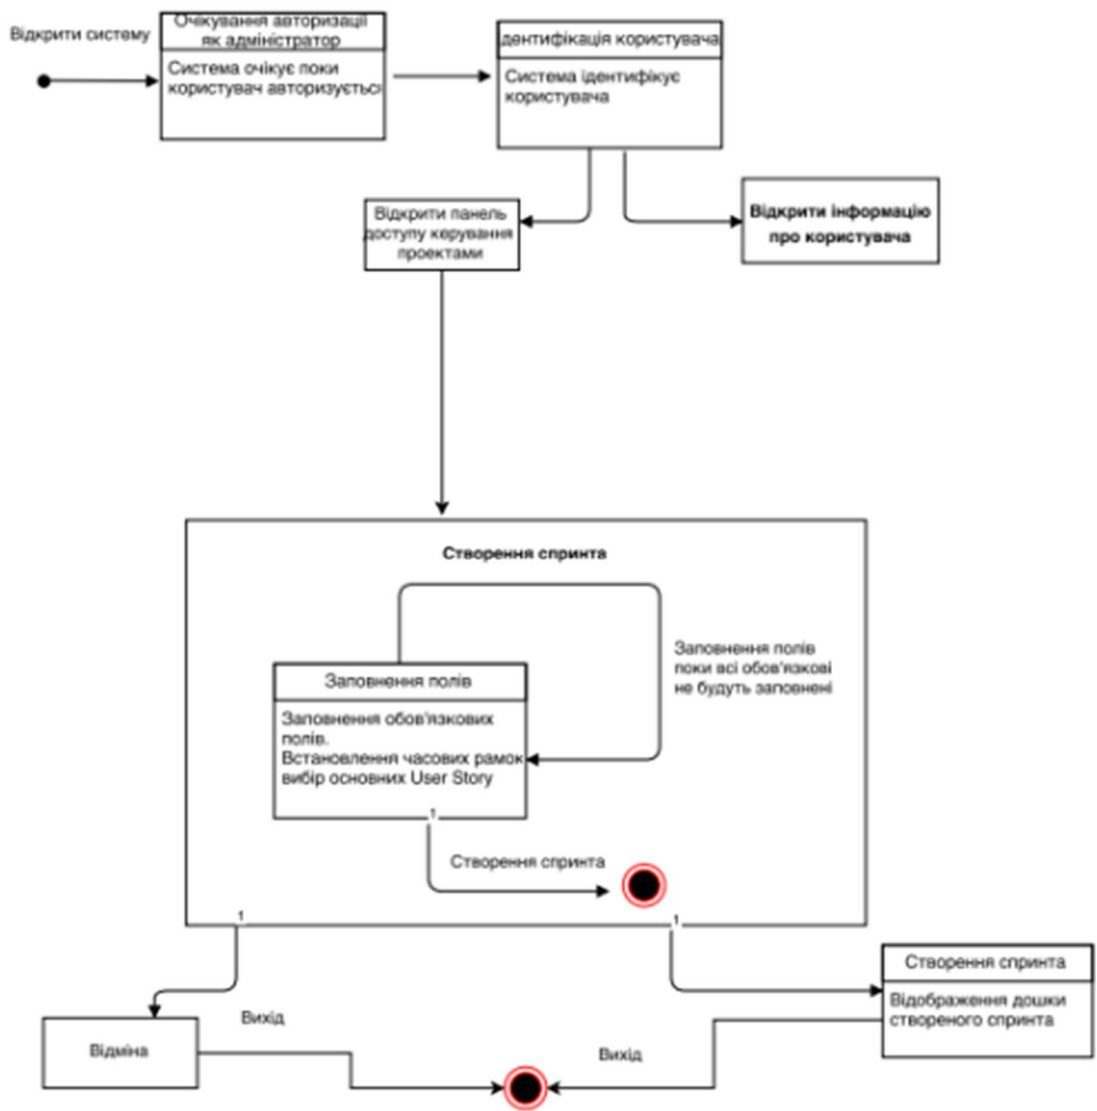 Відкрити систему
Очікування авторизації
як адміністратор
Система очікує поки
користувач авторизується
дентифікація користувача
Система ідентифікує
користувача
Відкрити панель
доступу керування
проектами
Відкрити інформацію
про користувача
Створення спринта
Заповнення полів
поки всі обов'язкові
не будуть заповнені
Заповнення полів
Заповнення обов'язкових
полів.
Встановлення часових рамок
вибір основних User Story
1
Створення спринта
1
1
Створення спринта
Відображення дошки
створеного спринта
Вихід
Відміна
Вихід